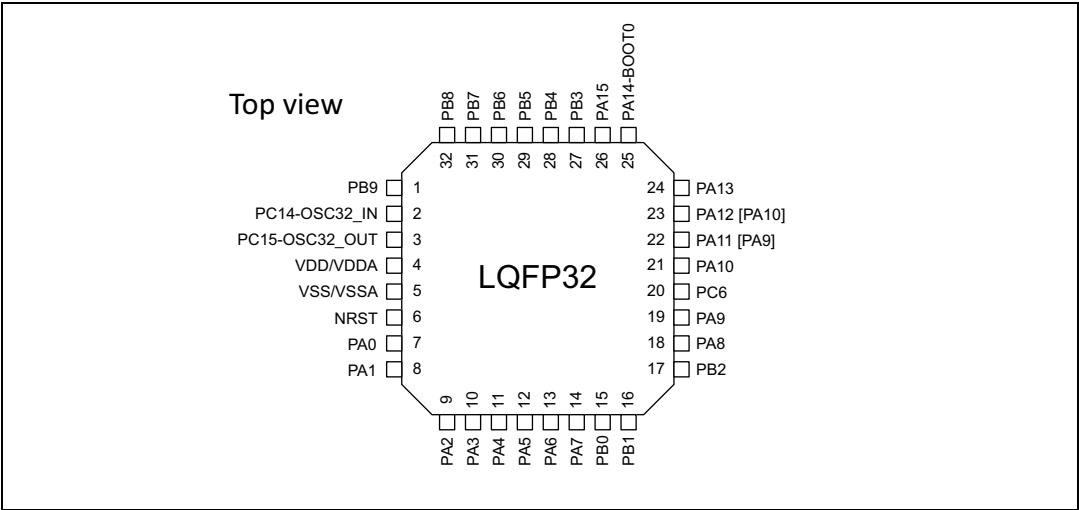 Top view
PB8
PB7
PB6
PB5
PB4
PB3
PA15
PA14-BOOT0
32
31
30
29
28
27
26
25
PB9 1
PC14-OSC32_IN 2
PC15-OSC32_OUT 3
VDD/VDDA 4
VSS/VSSA 5
NRST 6
PA0 7
PA1 8
LQFP32
24 PA13
23 PA12 [PA10]
22 PA11 [PA9]
21 PA10
20 PC6
19 PA9
18 PA8
17 PB2
9
10
11
12
13
14
15
16
PA2
PA3
PA4
PA5
PA6
PA7
PB0
PB1